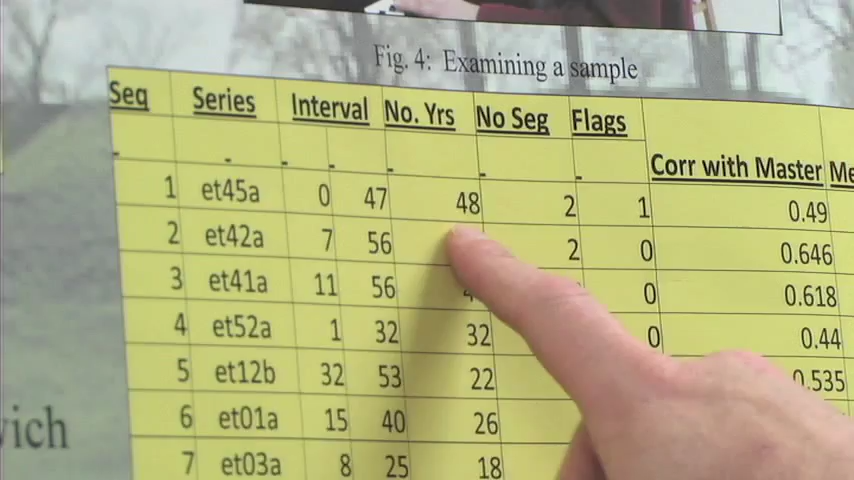 Fig. 4: Examining a sample
Seq Series Interval No. Yrs No Seg Flags Corr with Master
- - - - - - -
1 et45a 0 47 48 2 1 0.49
2 et42a 7 56 2 0 0.646
3 et41a 11 56 0 0.618
4 et52a 1 32 32 0 0.44
5 et12b 32 53 22 0.535
6 et01a 15 40 26
7 et03a 8 25 18